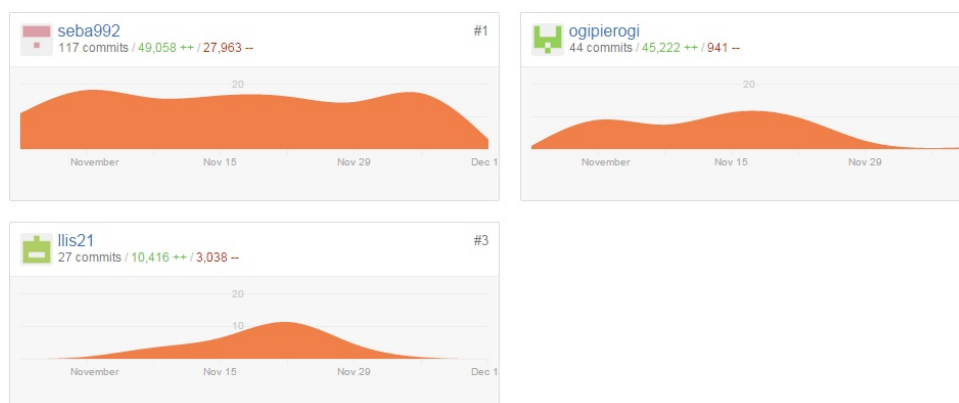 seba992 #1
117 commits / 49,058 ++ / 27,963 --
20
November Nov 15 Nov 29 Dec 1
ogipierogi
44 commits / 45,222 ++ / 941 --
20
November Nov 15 Nov 29
llis21 #3
27 commits / 10,416 ++ / 3,038 --
20
10
November Nov 15 Nov 29 Dec 1